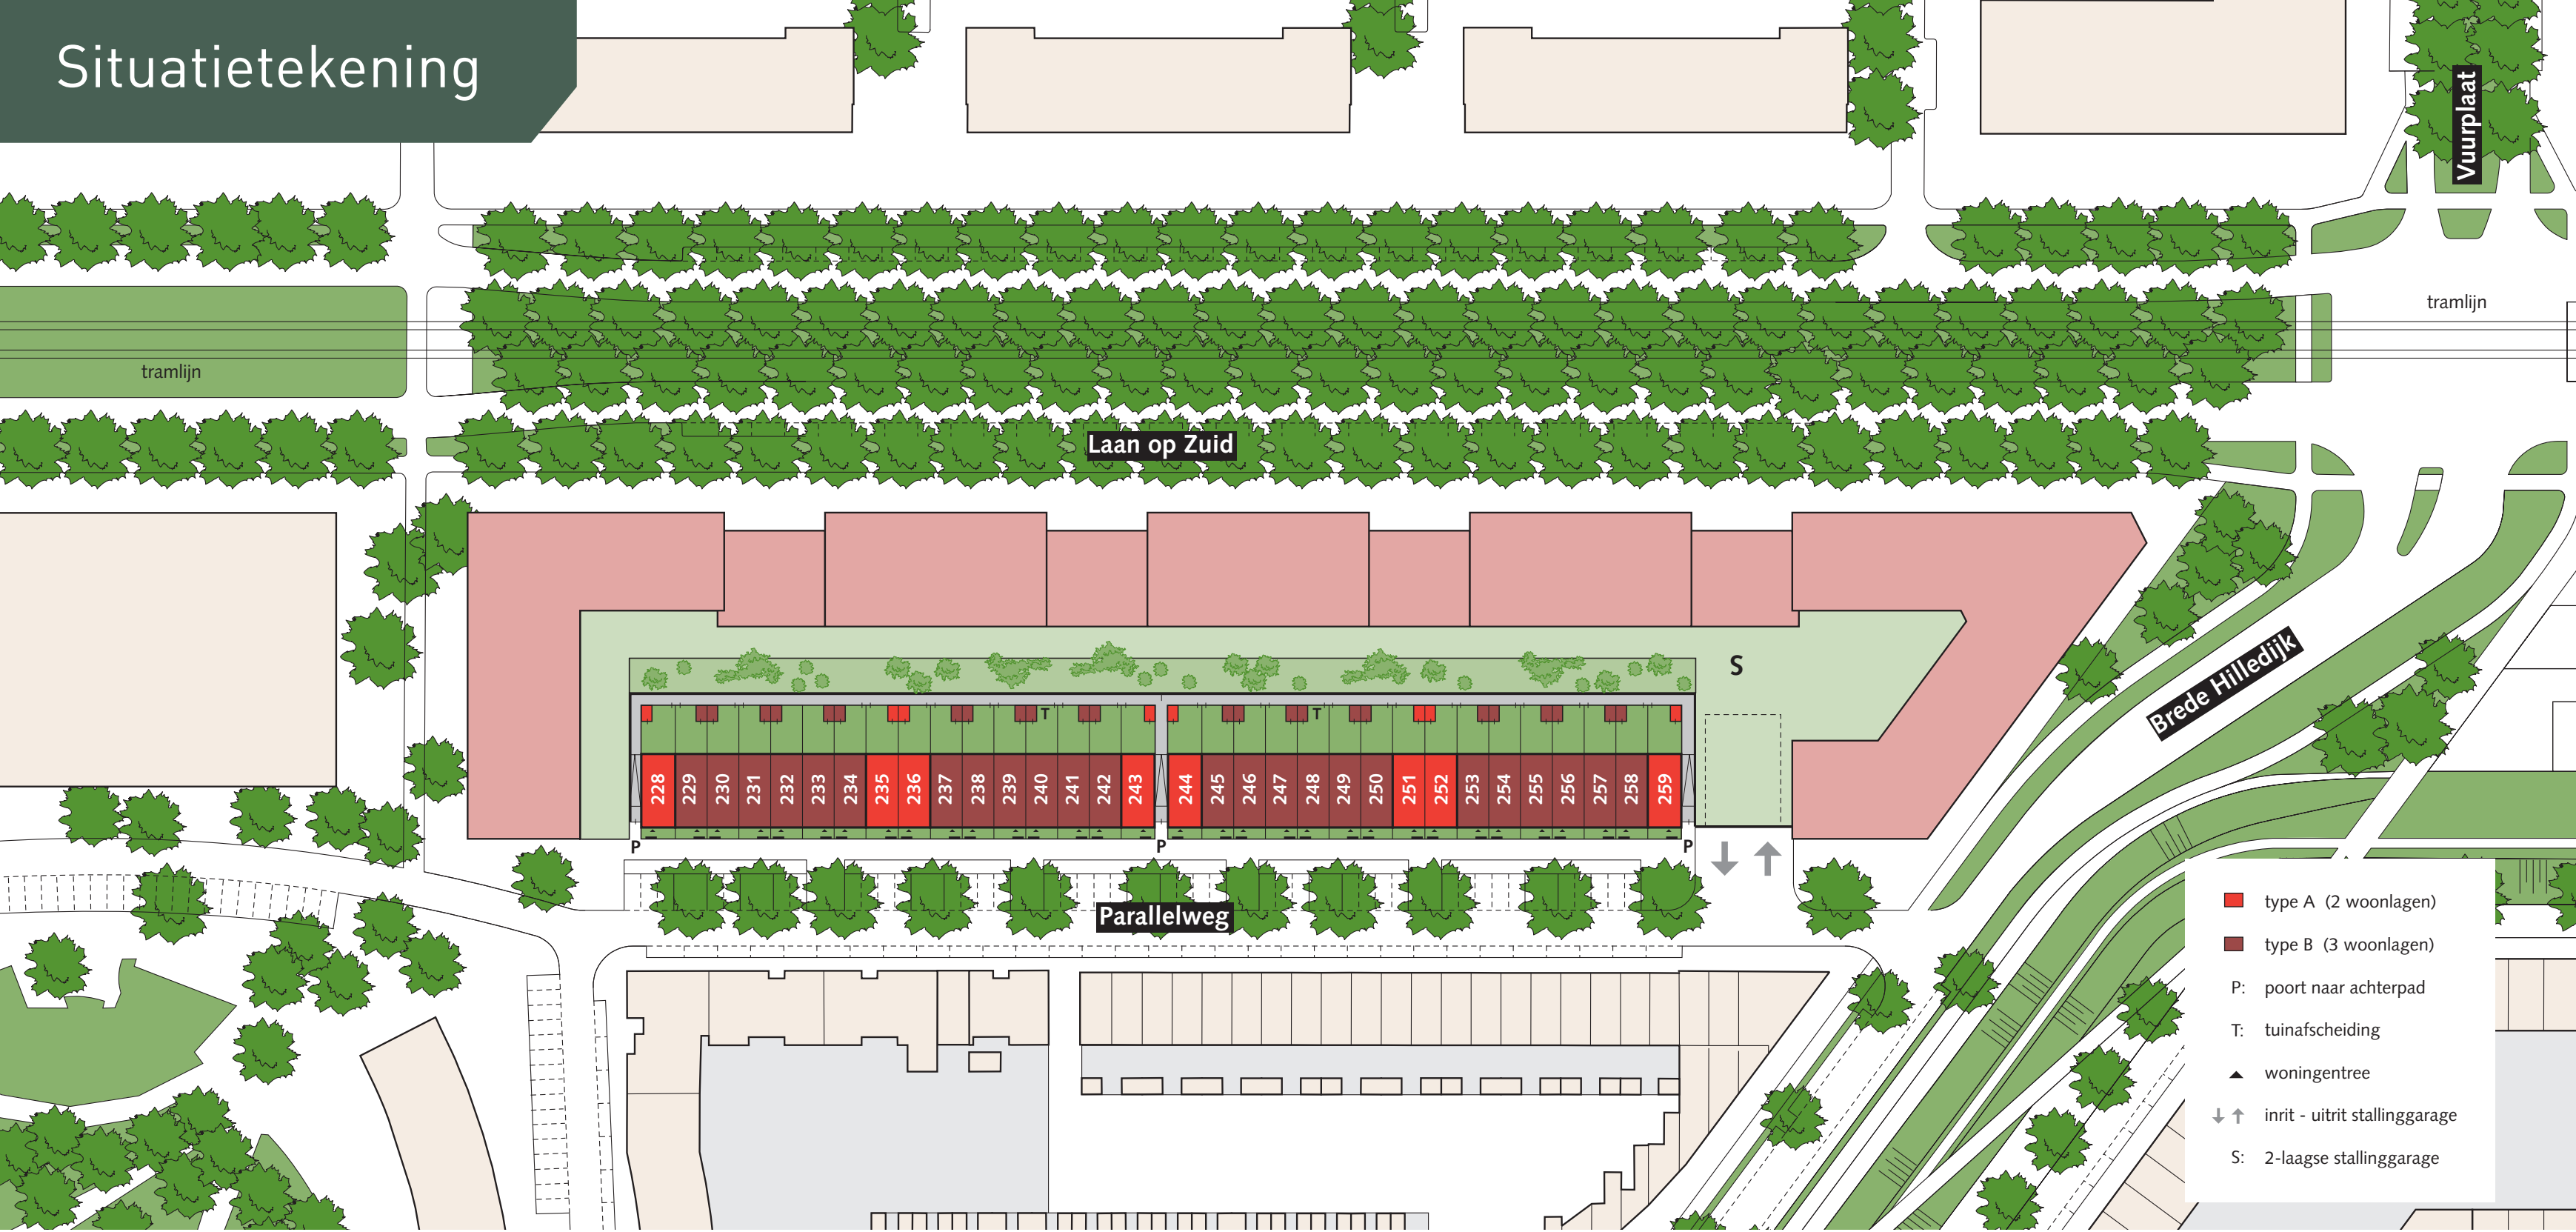 Situatietekening
Vuurplaat
tramlijn
tramlijn
Laan op Zuid
S
Brede Hilledijk
T
T
228
229
230
231
232
233
234
235
236
237
238
239
240
241
242
243
244
245
246
247
248
249
250
251
252
253
254
255
256
257
258
259
P
P
P
Parallelweg
type A (2 woonlagen)
type B (3 woonlagen)
P: poort naar achterpad
T: tuinafscheiding
woningentree
inrit - uitrit stallinggarage
S: 2-laagse stallinggarage